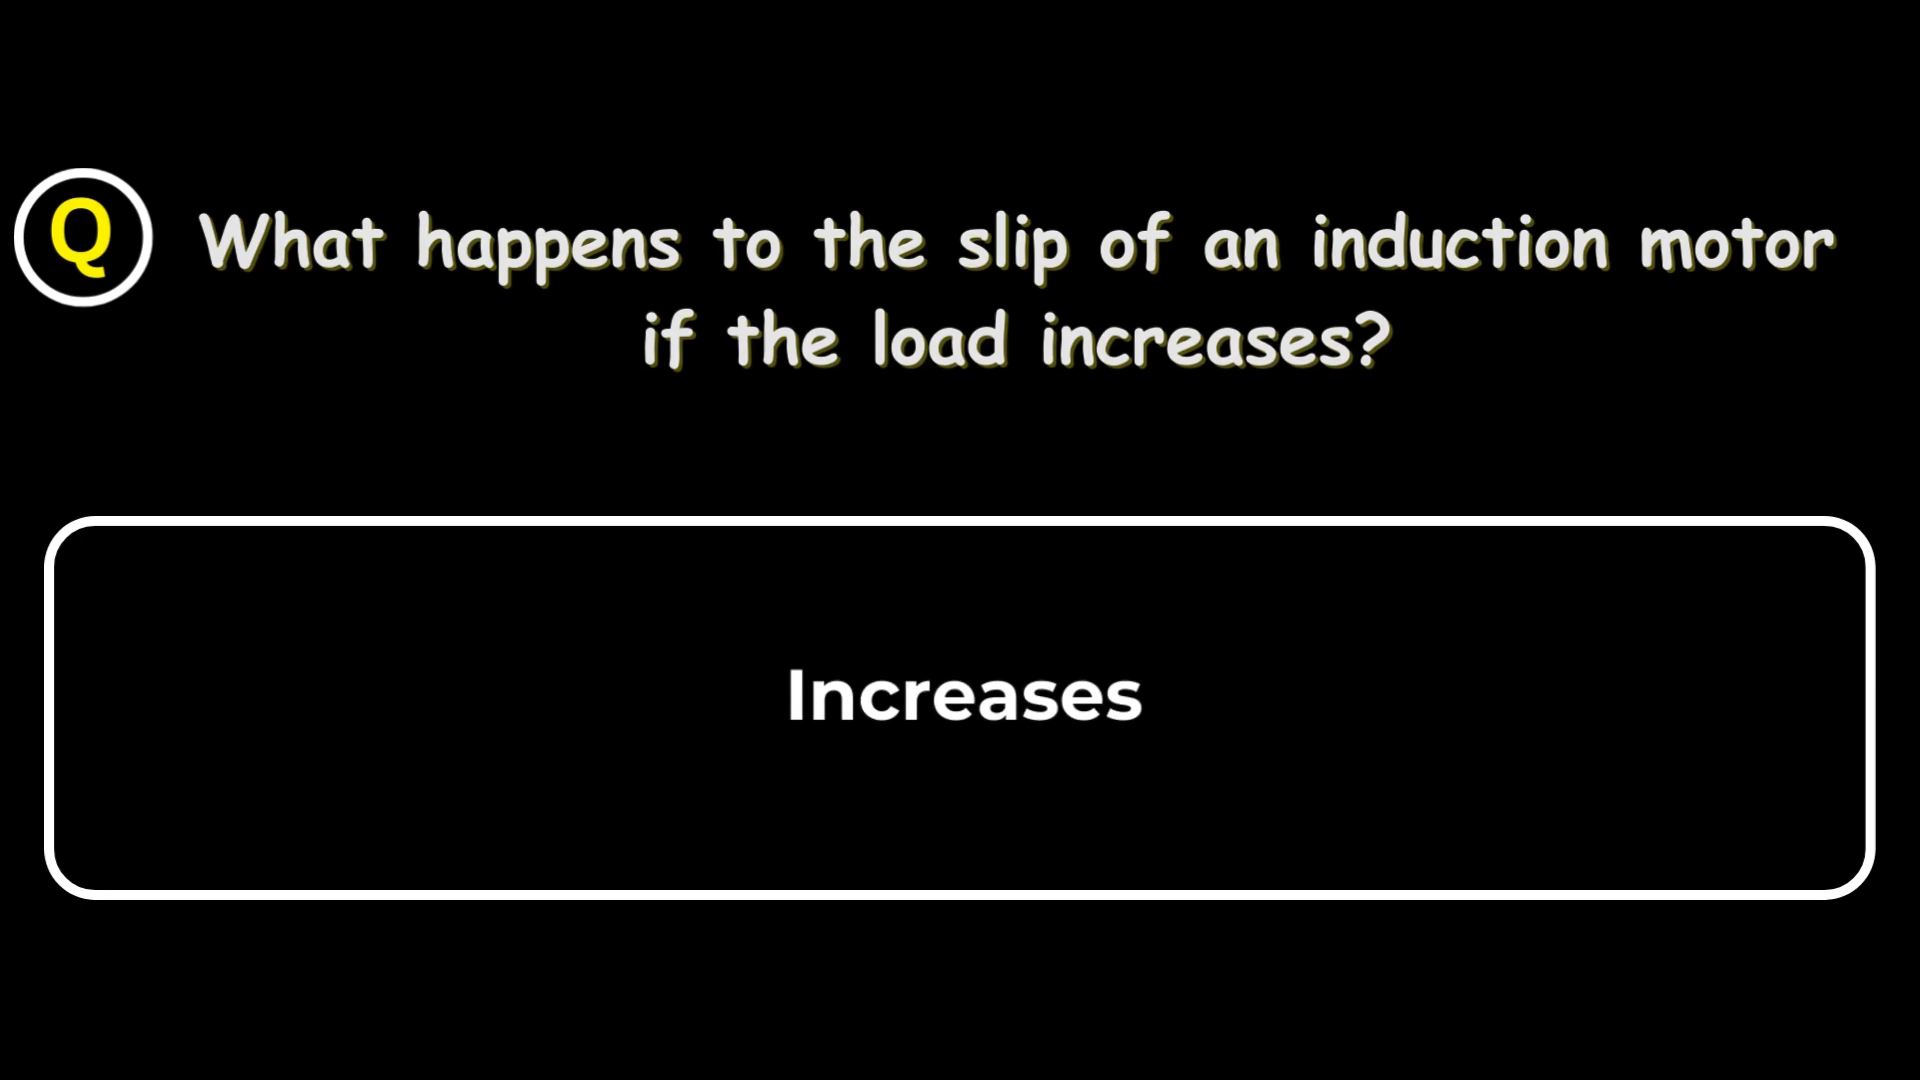 Q
What happens to the slip of an induction motor
if the load increases?
Increases